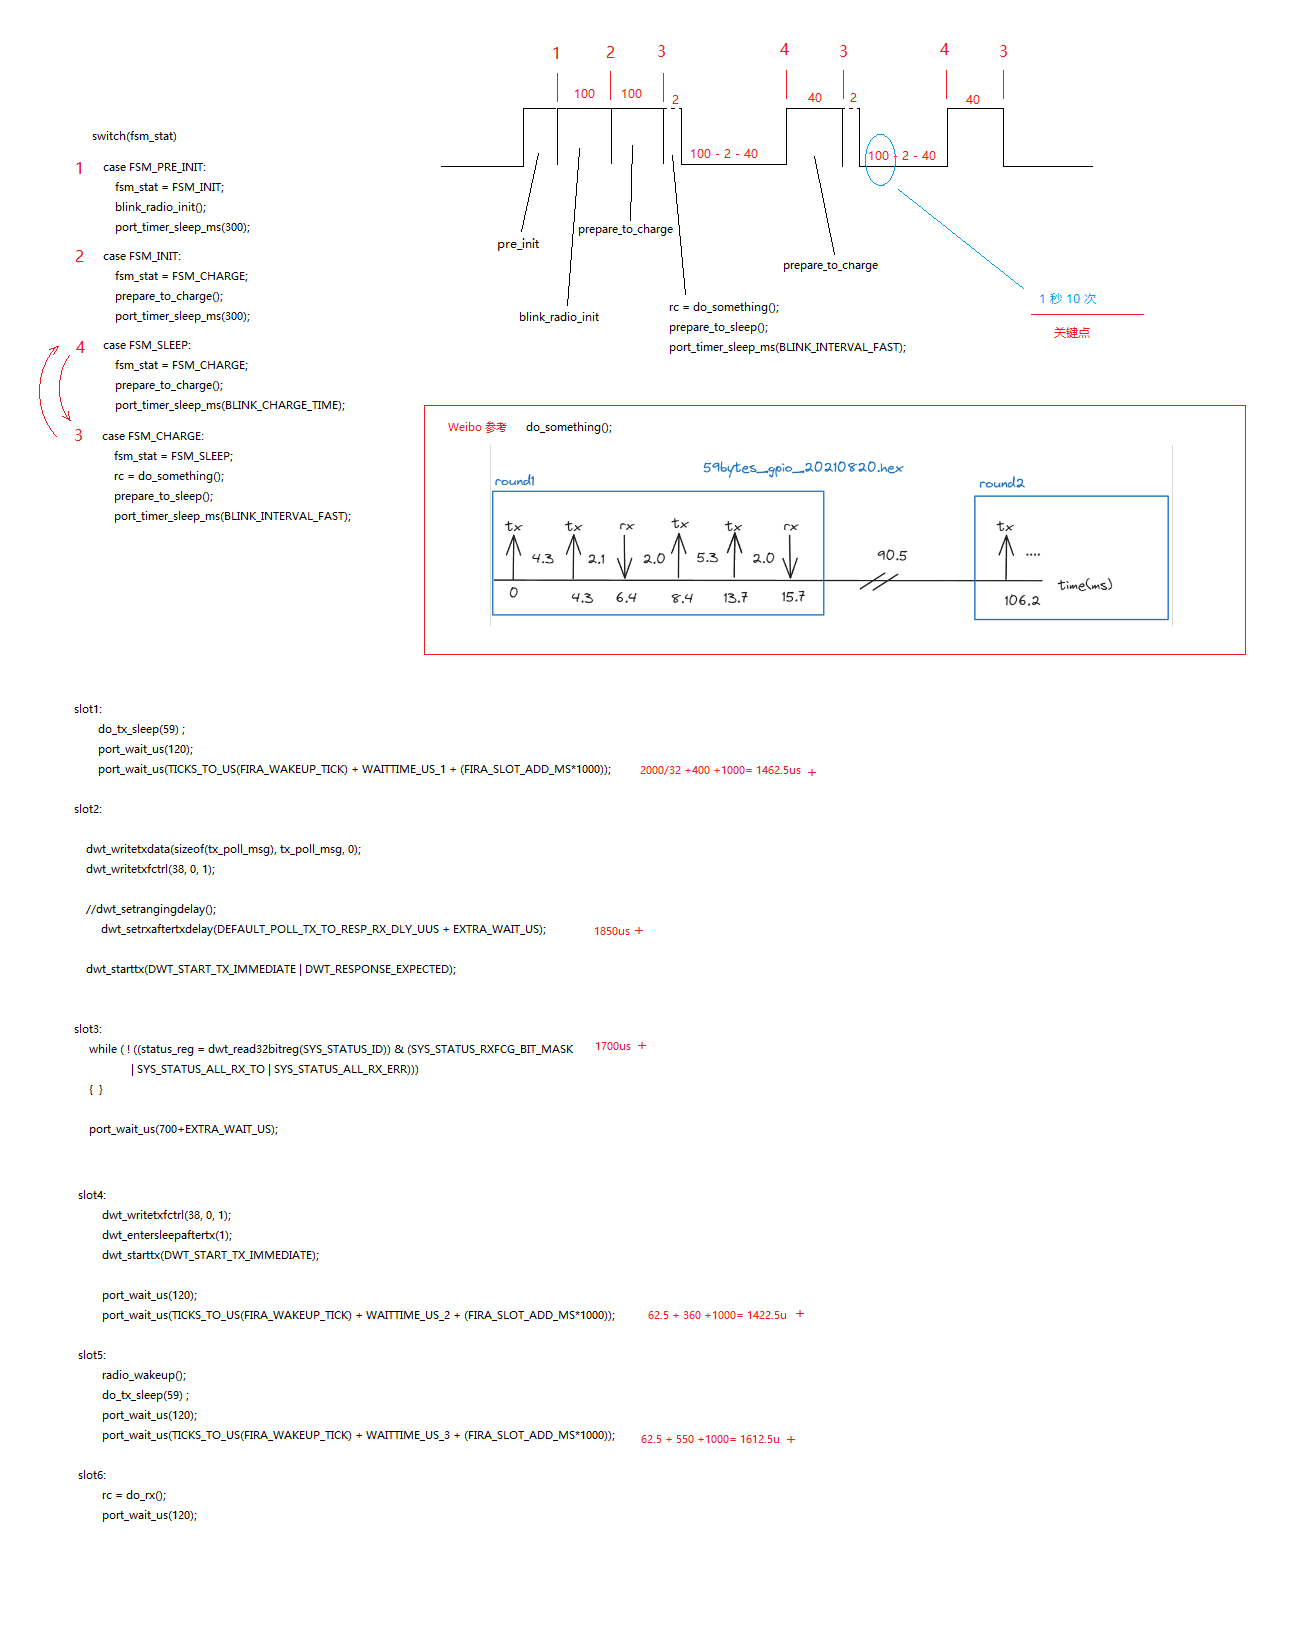 1
2
3
4
3
4
3
100
100
2
40
2
40
100 - 2 - 40
100 - 2 - 40
switch(fsm_stat)
1
case FSM_PRE_INIT:
fsm_stat = FSM_INIT;
blink_radio_init();
port_timer_sleep_ms(300);
2
case FSM_INIT:
fsm_stat = FSM_CHARGE;
prepare_to_charge();
port_timer_sleep_ms(300);
4
case FSM_SLEEP:
fsm_stat = FSM_CHARGE;
prepare_to_charge();
port_timer_sleep_ms(BLINK_CHARGE_TIME);
3
case FSM_CHARGE:
fsm_stat = FSM_SLEEP;
rc = do_something();
prepare_to_sleep();
port_timer_sleep_ms(BLINK_INTERVAL_FAST);
pre_init
prepare_to_charge
blink_radio_init
prepare_to_charge
rc = do_something();
prepare_to_sleep();
port_timer_sleep_ms(BLINK_INTERVAL_FAST);
1 秒 10 次
关键点
Weibo 参考 do_something();
59bytes_gpio_20210820.hex
round1
round2
tx tx rx tx tx rx tx
4.3 2.1 2.0 5.3 2.0 90.5 ....
0 4.3 6.4 8.4 13.7 15.7 106.2 time(ms)
slot1:
do_tx_sleep(59) ;
port_wait_us(120);
port_wait_us(TICKS_TO_US(FIRA_WAKEUP_TICK) + WAITTIME_US_1 + (FIRA_SLOT_ADD_MS*1000)); 2000/32 +400 +1000= 1462.5us +
slot2:
dwt_writetxdata(sizeof(tx_poll_msg), tx_poll_msg, 0);
dwt_writetxfctrl(38, 0, 1);
//dwt_setrangingdelay();
dwt_setrxaftertxdelay(DEFAULT_POLL_TX_TO_RESP_RX_DLY_UUS + EXTRA_WAIT_US); 1850us +
dwt_starttx(DWT_START_TX_IMMEDIATE | DWT_RESPONSE_EXPECTED);
slot3:
while ( ! ((status_reg = dwt_read32bitreg(SYS_STATUS_ID)) & (SYS_STATUS_RXFCG_BIT_MASK 1700us +
| SYS_STATUS_ALL_RX_TO | SYS_STATUS_ALL_RX_ERR)))
{ }
port_wait_us(700+EXTRA_WAIT_US);
slot4:
dwt_writetxfctrl(38, 0, 1);
dwt_entersleepaftertx(1);
dwt_starttx(DWT_START_TX_IMMEDIATE);
port_wait_us(120);
port_wait_us(TICKS_TO_US(FIRA_WAKEUP_TICK) + WAITTIME_US_2 + (FIRA_SLOT_ADD_MS*1000)); 62.5 + 360 +1000= 1422.5u +
slot5:
radio_wakeup();
do_tx_sleep(59) ;
port_wait_us(120);
port_wait_us(TICKS_TO_US(FIRA_WAKEUP_TICK) + WAITTIME_US_3 + (FIRA_SLOT_ADD_MS*1000)); 62.5 + 550 +1000= 1612.5u +
slot6:
rc = do_rx();
port_wait_us(120);